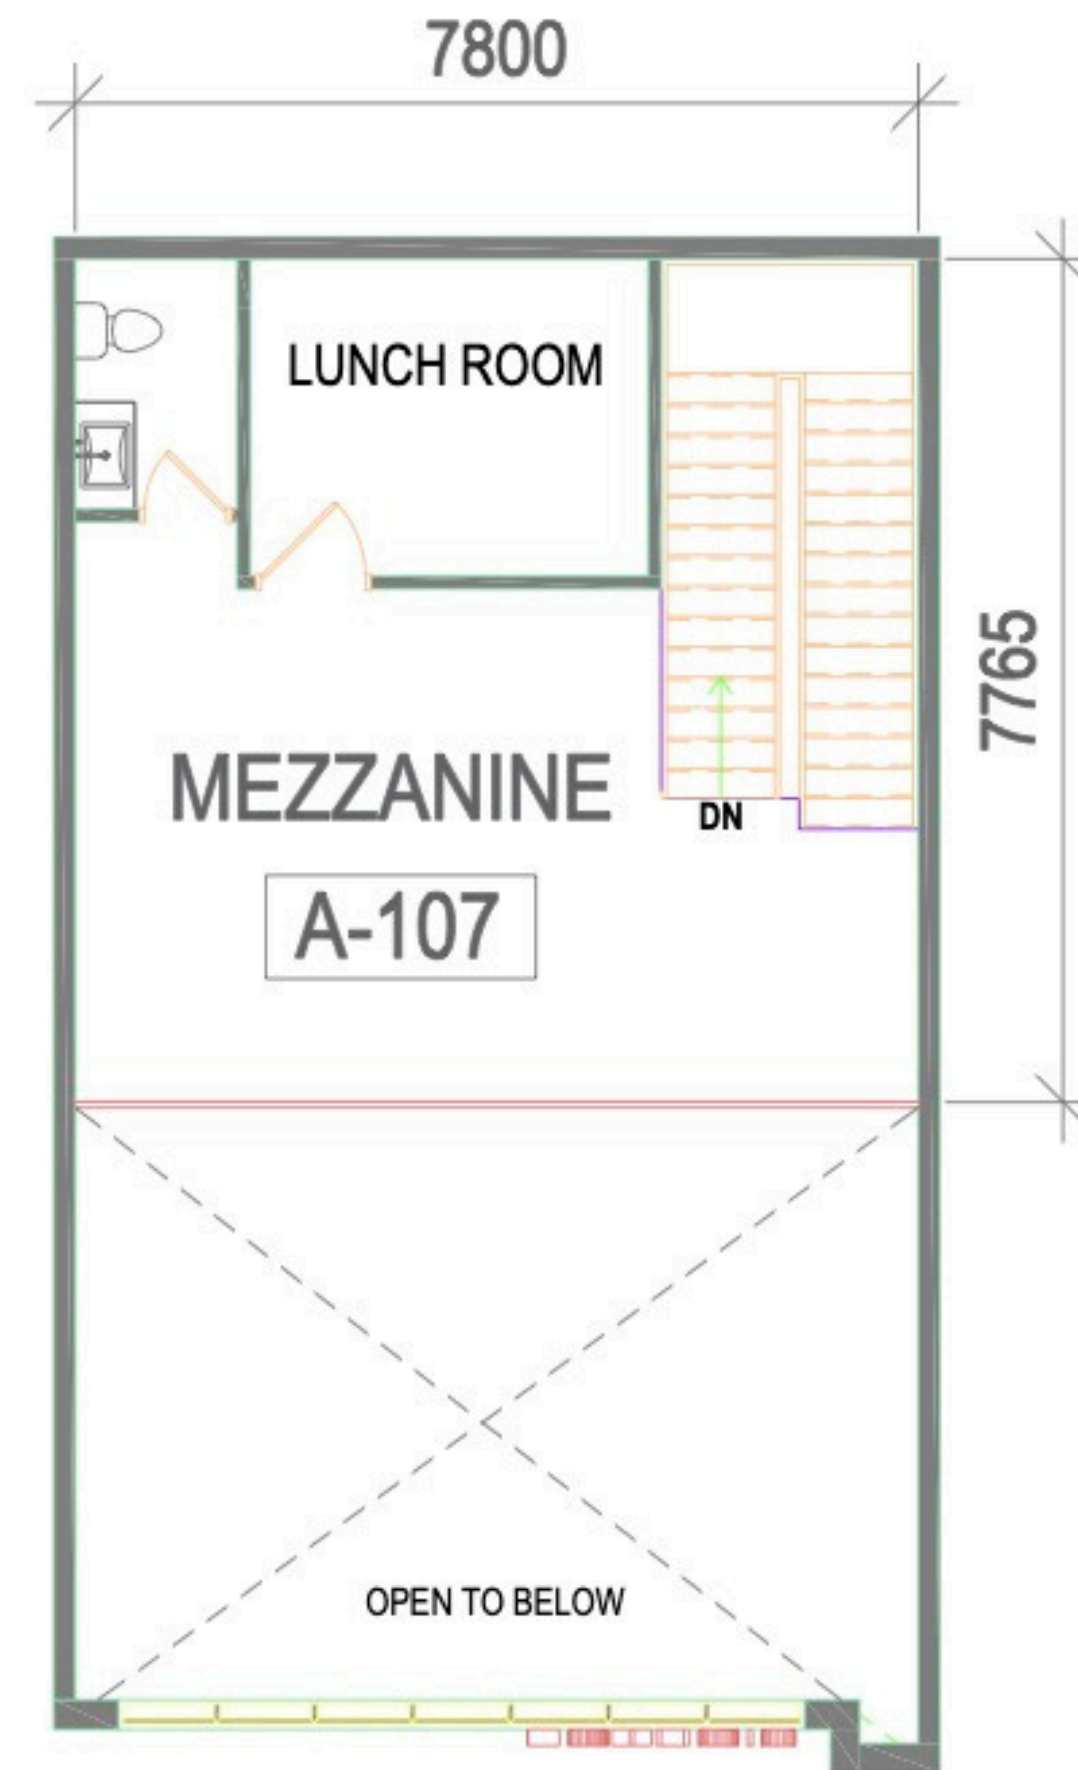 7800
LUNCH ROOM
7765
MEZZANINE
DN
A-107
OPEN TO BELOW